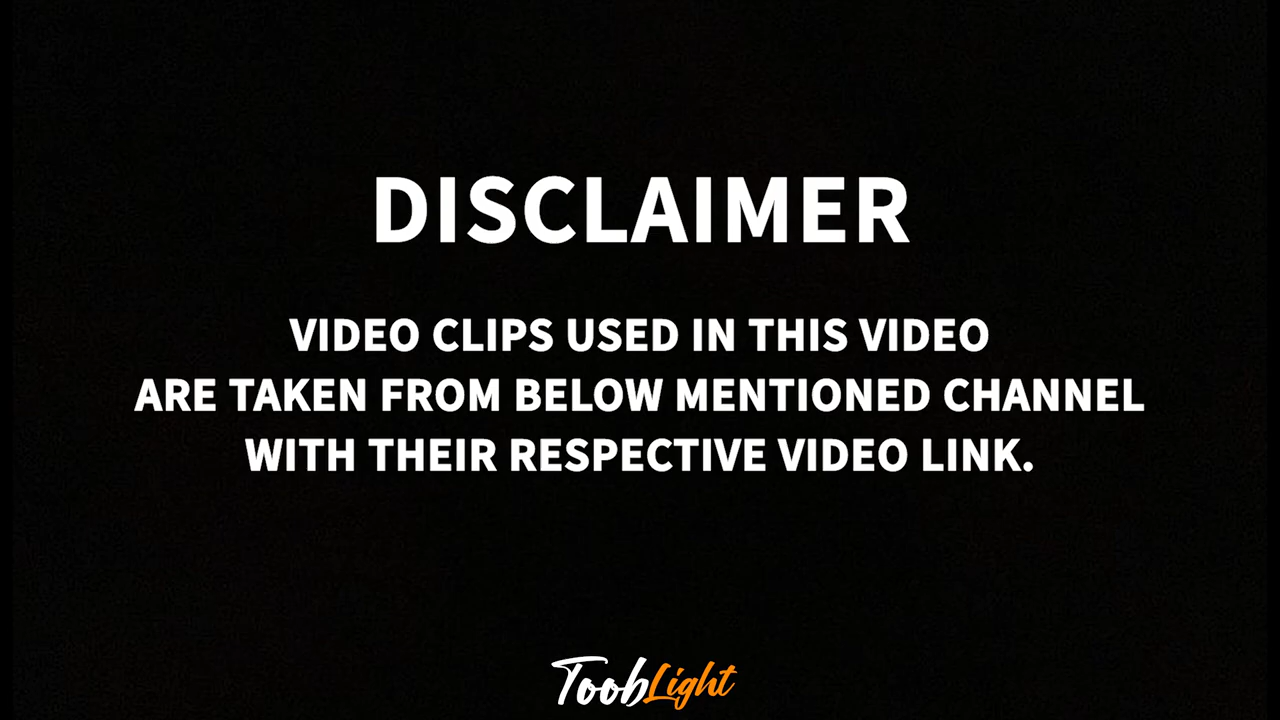 DISCLAIMER
VIDEO CLIPS USED IN THIS VIDEO
ARE TAKEN FROM BELOW MENTIONED CHANNEL
WITH THEIR RESPECTIVE VIDEO LINK.
ToobLight